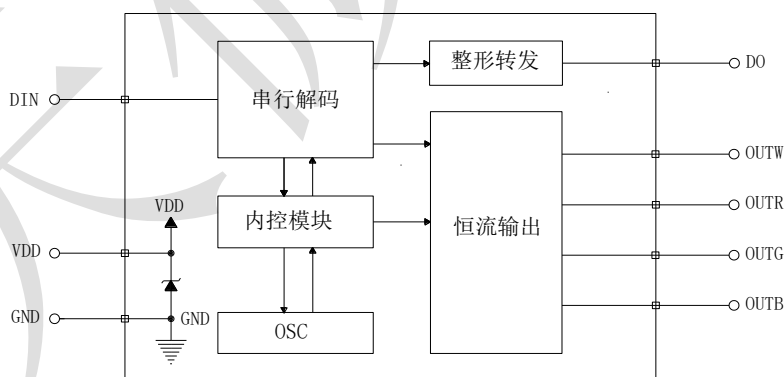 整形转发
DO
DIN
串行解码
OUTW
VDD
内控模块
OUTR
恒流输出
VDD
OUTG
OUTB
GND
GND
OSC